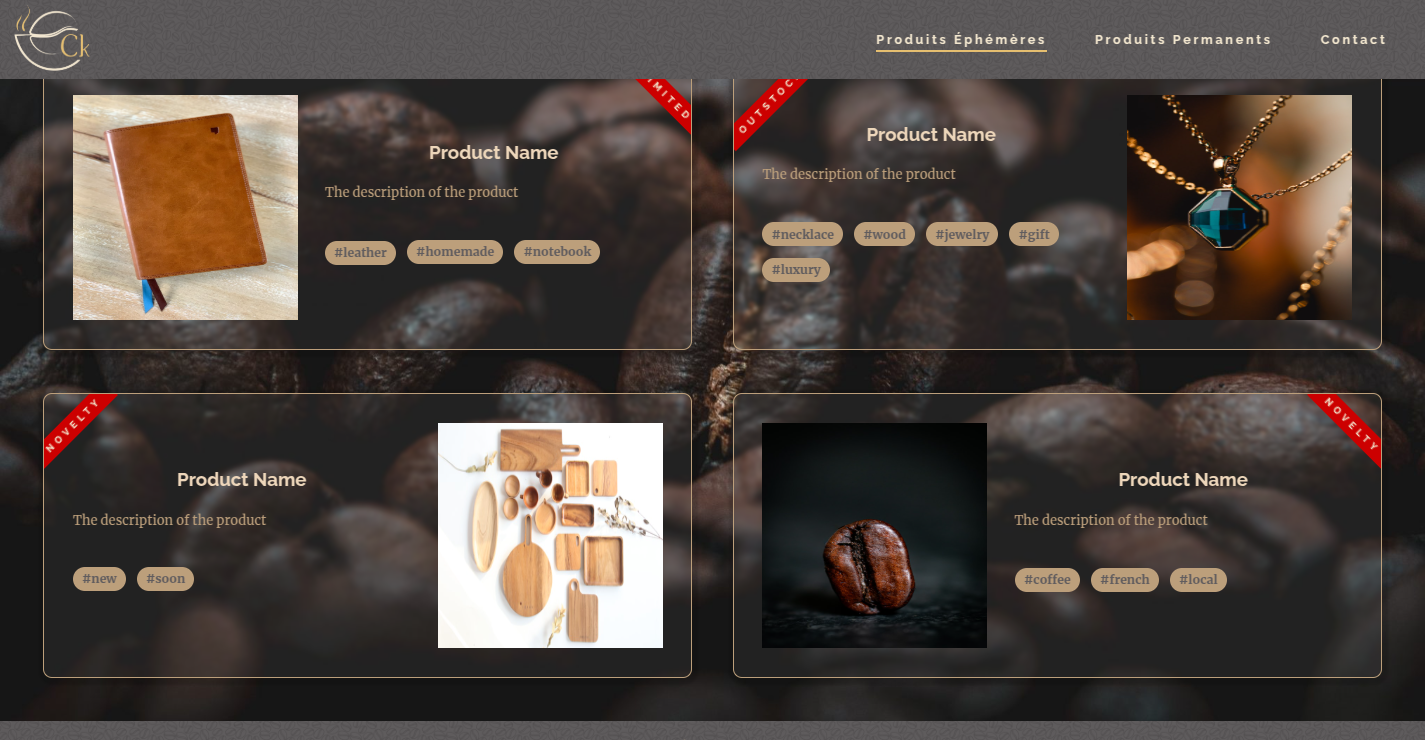 Ck
Produits Éphémères
Produits Permanents
Contact
Product Name
The description of the product
#leather
#homemade
#notebook
OUTSTOC
Product Name
The description of the product
#necklace
#wood
#jewelry
#gift
#luxury
NOVELTY
Product Name
The description of the product
#new
#soon
NOVELTY
Product Name
The description of the product
#coffee
#french
#local